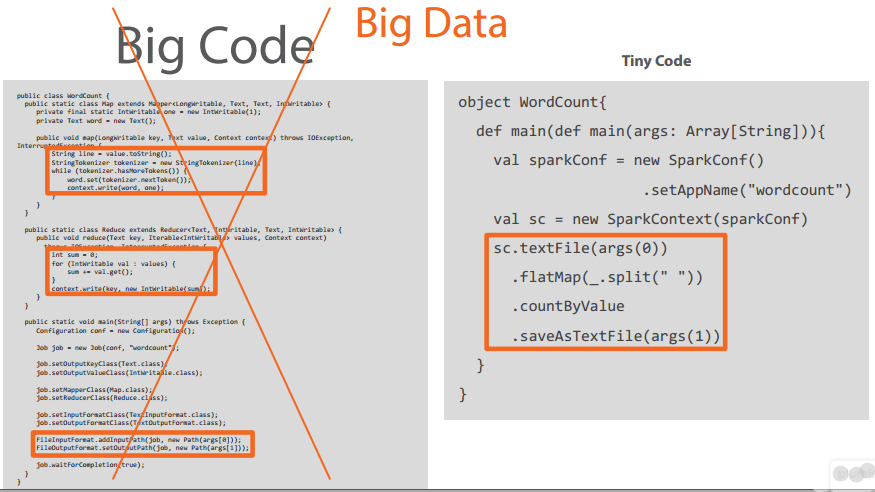 Big Code
Big Data
public class WordCount {
public static class Map extends Mapper<LongWritable, Text, Text, IntWritable> {
private final static IntWritable one = new IntWritable(1);
private Text word = new Text();
public void map(LongWritable key, Text value, Context context) throws IOException,
InterruptedException {
String line = value.toString();
StringTokenizer tokenizer = new StringTokenizer(line);
while (tokenizer.hasMoreTokens()) {
word.set(tokenizer.nextToken());
context.write(word, one);
}
}
}
public static class Reduce extends Reducer<Text, IntWritable, Text, IntWritable> {
public void reduce(Text key, Iterable<IntWritable> values, Context context)
throws IOException, InterruptedException {
int sum = 0;
for (IntWritable val : values) {
sum += val.get();
}
context.write(key, new IntWritable(sum));
}
}
public static void main(String[] args) throws Exception {
Configuration conf = new Configuration();
Job job = new Job(conf, "wordcount");
job.setOutputKeyClass(Text.class);
job.setOutputValueClass(IntWritable.class);
job.setMapperClass(Map.class);
job.setReducerClass(Reduce.class);
job.setInputFormatClass(TextInputFormat.class);
job.setOutputFormatClass(TextOutputFormat.class);
FileInputFormat.addInputPath(job, new Path(args[0]));
FileOutputFormat.setOutputPath(job, new Path(args[1]));
job.waitForCompletion(true);
}
}
Tiny Code
object WordCount{
def main(def main(args: Array[String])){
val sparkConf = new SparkConf()
.setAppName("wordcount")
val sc = new SparkContext(sparkConf)
sc.textFile(args(0))
.flatMap(_.split(" "))
.countByValue
.saveAsTextFile(args(1))
}
}